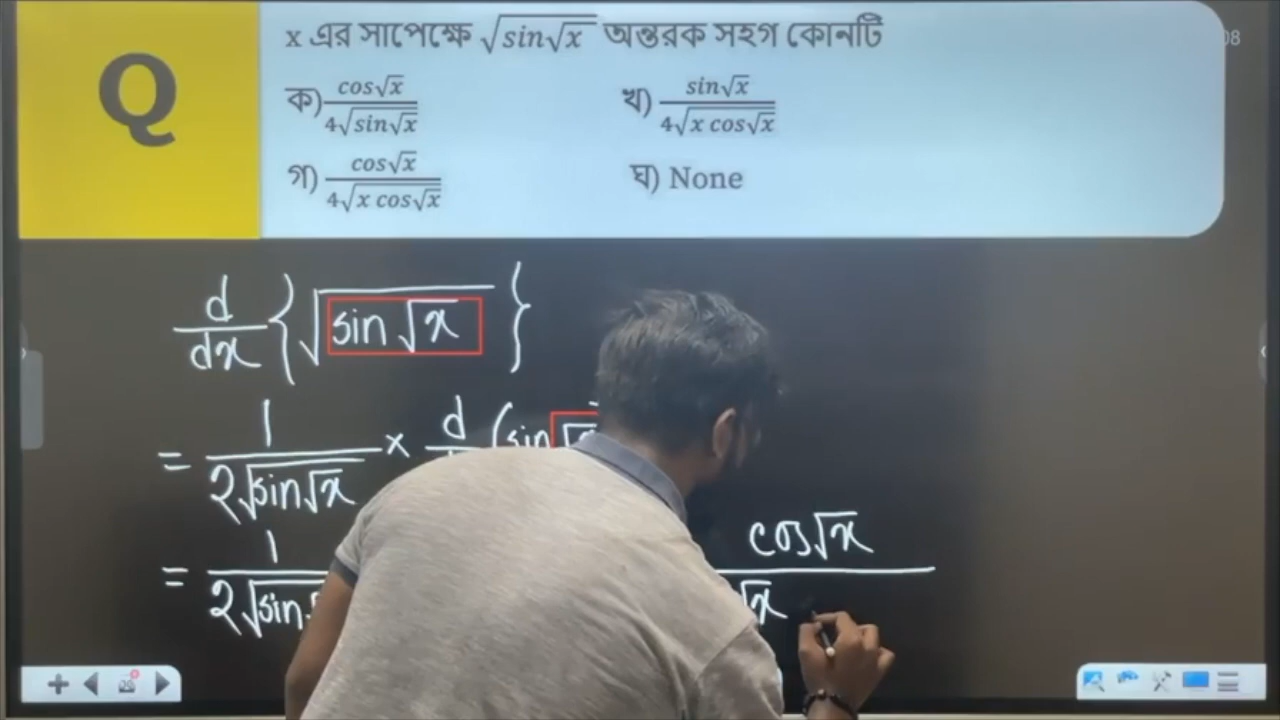 Q
x এর সাপেক্ষে √(sin√x) অন্তরক সহগ কোনটি
08
ক) cos√x / 4√(sin√x)
খ) sin√x / 4√(x cos√x)
গ) cos√x / 4√(x cos√x)
ঘ) None
d/dx {√(sin√x)}
= 1 / 2√(sin√x) × d (sin
= 1 / 2√(sin cos√x / √x